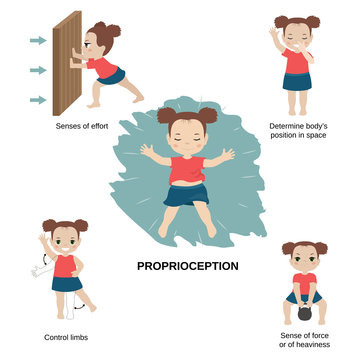 Senses of effort
Determine body's
position in space
PROPRIOCEPTION
Control limbs
Sense of force
or of heaviness